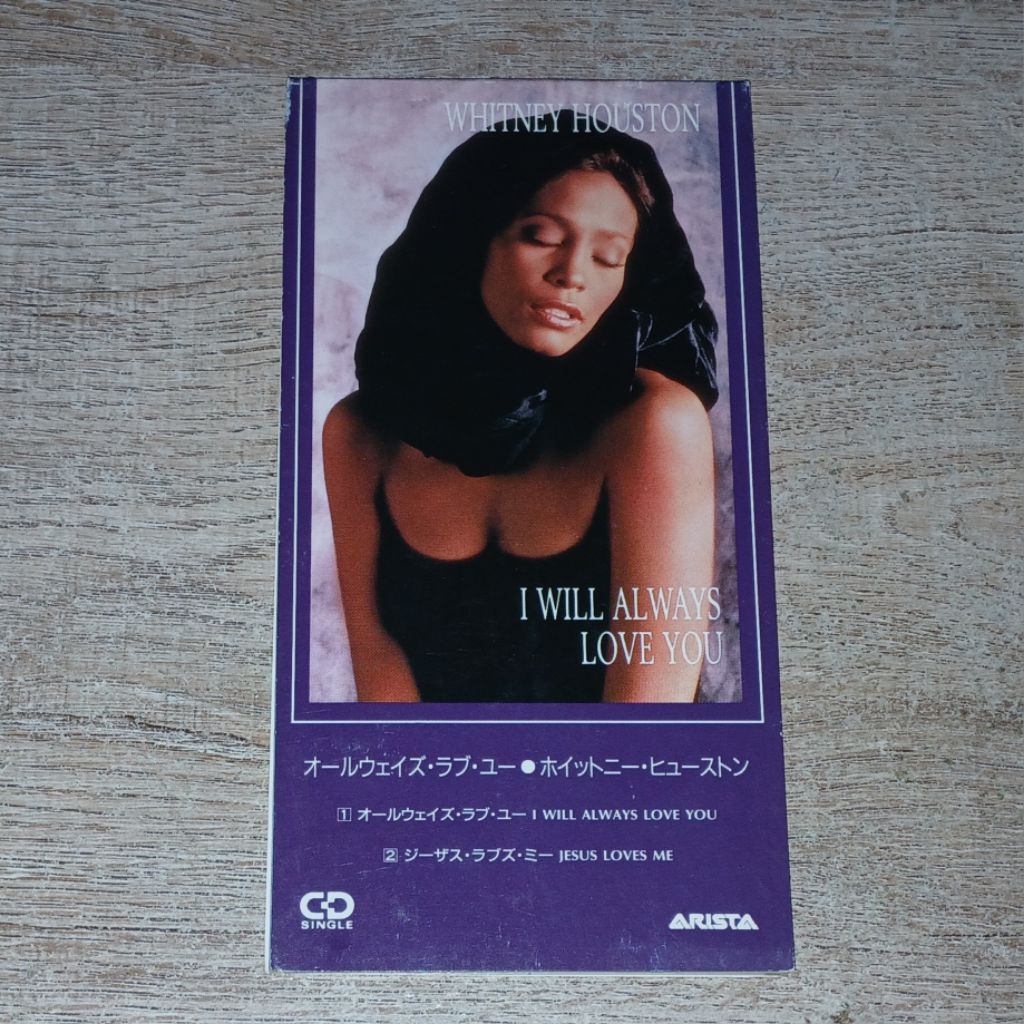 WHITNEY HOUSTON
I WILL ALWAYS
LOVE YOU
オールウェイズ・ラブ・ユー●ホイットニー・ヒューストン
1 オールウェイズ・ラブ・ユー I WILL ALWAYS LOVE YOU
2 ジーザス・ラブズ・ミー JESUS LOVES ME
CD
SINGLE
ARISTA